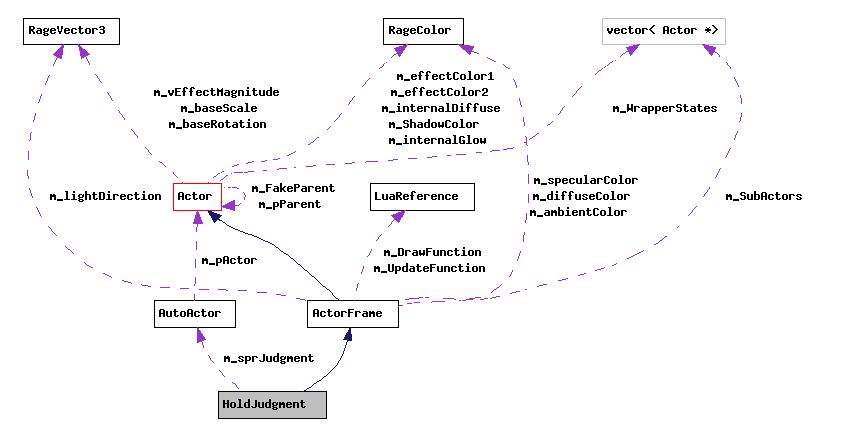 RageVector3
RageColor
vector< Actor *>
m_vEffectMagnitude
m_baseScale
m_baseRotation
m_effectColor1
m_effectColor2
m_internalDiffuse
m_ShadowColor
m_internalGlow
m_WrapperStates
m_lightDirection
Actor
m_FakeParent
m_pParent
LuaReference
m_specularColor
m_diffuseColor
m_ambientColor
m_SubActors
m_pActor
m_DrawFunction
m_UpdateFunction
AutoActor
ActorFrame
m_sprJudgment
HoldJudgment